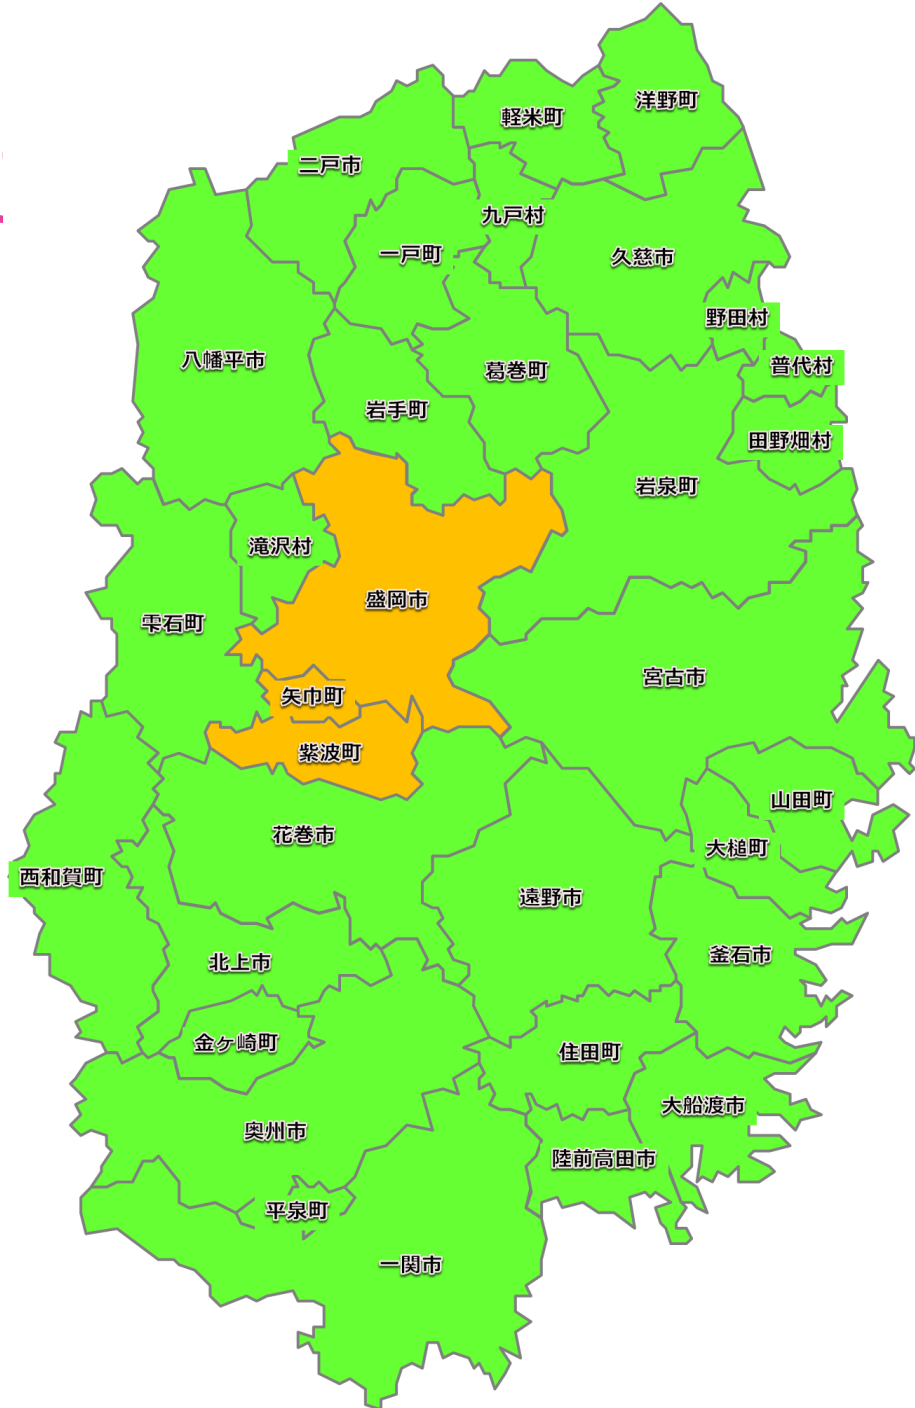 洋野町
軽米町
二戸市
九戸村
一戸町
久慈市
野田村
八幡平市
普代村
葛巻町
岩手町
田野畑村
岩泉町
滝沢村
盛岡市
雫石町
宮古市
矢巾町
紫波町
山田町
花巻市
大槌町
西和賀町
遠野市
釜石市
北上市
金ヶ崎町
住田町
大船渡市
奥州市
陸前高田市
平泉町
一関市